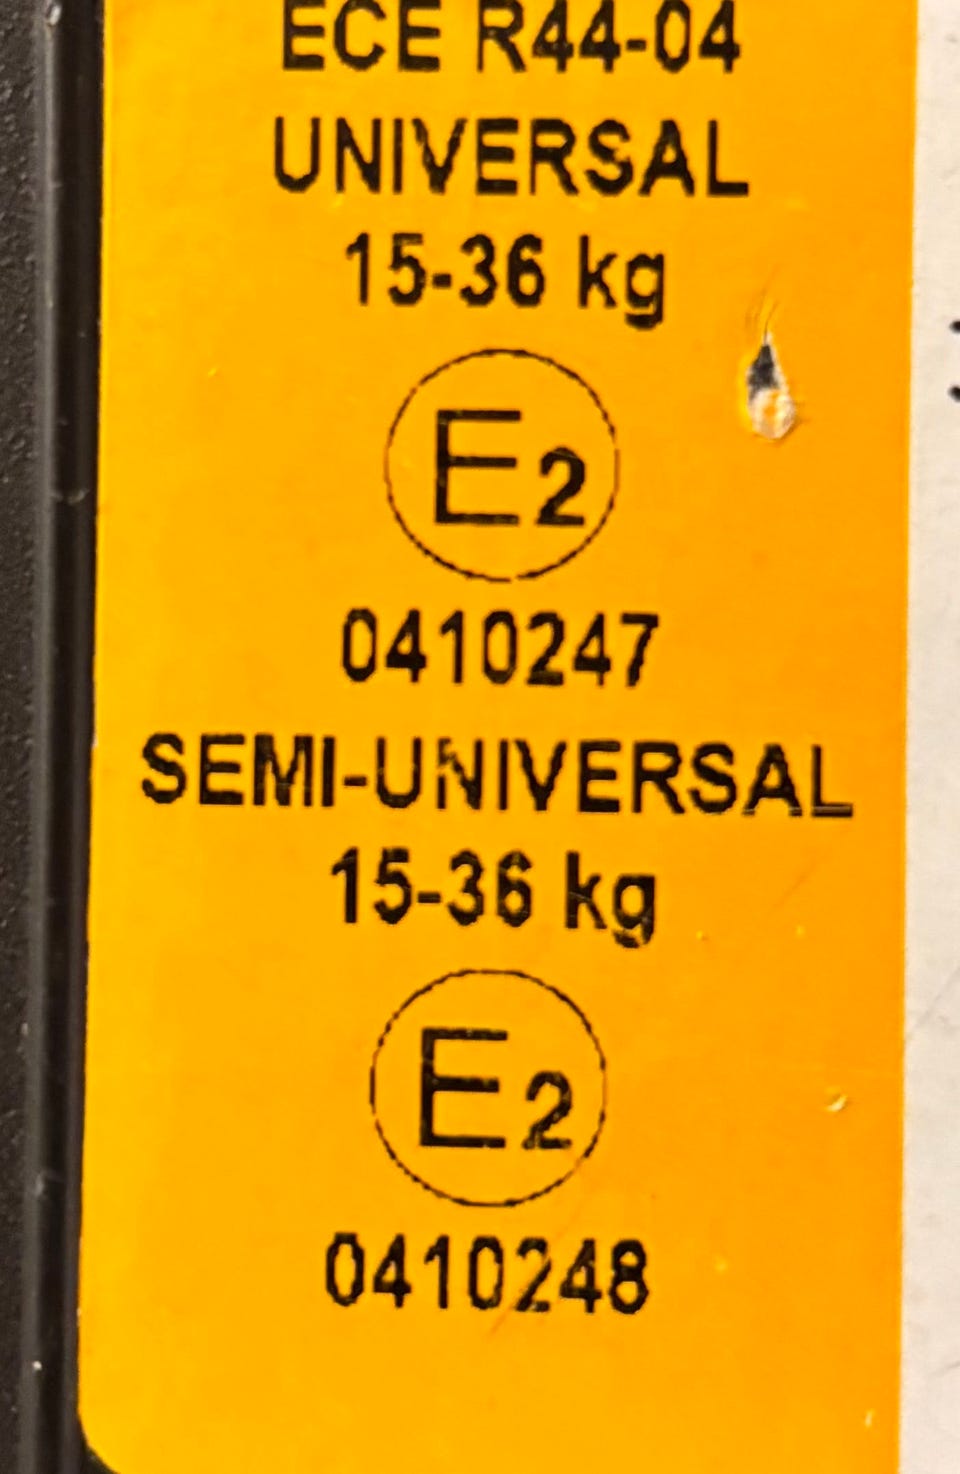 ECE R44-04
UNIVERSAL
15-36 kg
E2
0410247
SEMI-UNIVERSAL
15-36 kg
E2
0410248